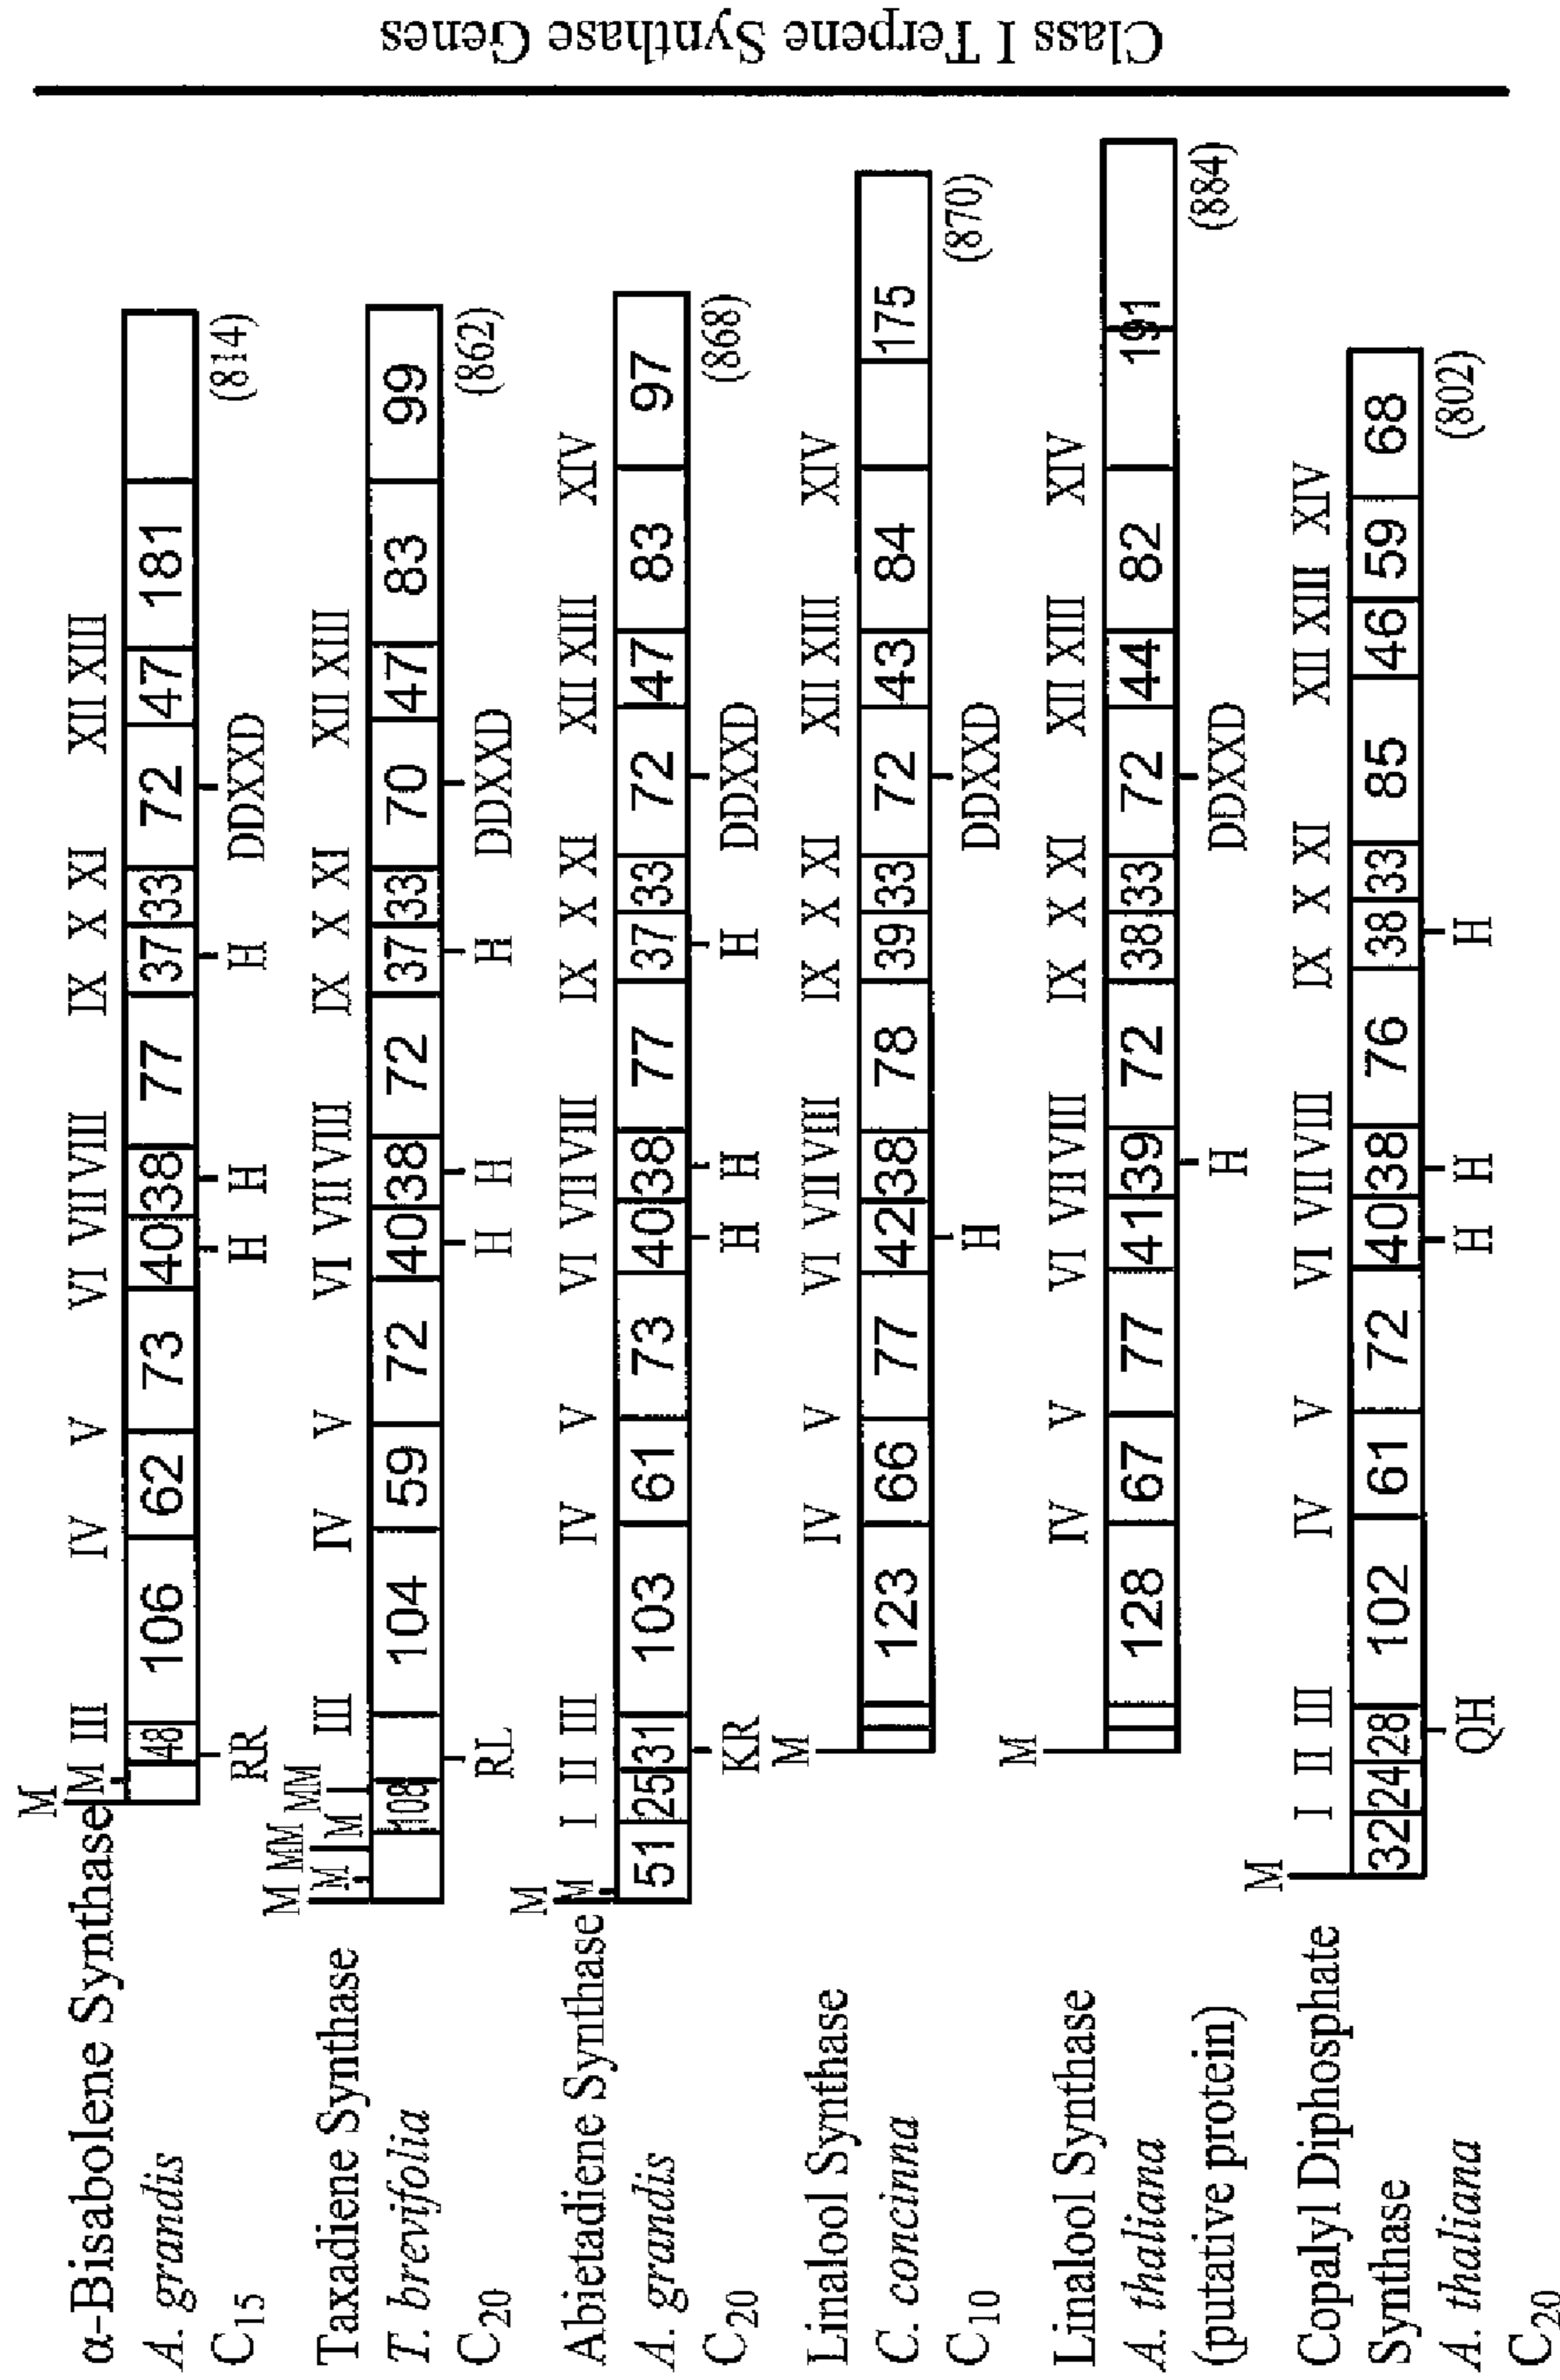 M
α-Bisabolene Synthase M III IV V VI VII VIII IX X XI XII XIII
A. grandis 48 106 62 73 40 38 77 37 33 72 47 181
C₁₅ RR H H H DDXXD (814)
M MM MM
Taxadiene Synthase M M III IV V VI VII VIII IX X XI XII XIII
T. brevifolia 108 104 59 72 40 38 72 37 33 70 47 83 99
C₂₀ RL H H H DDXXD (862)
M
Abietadiene Synthase M I II III IV V VI VII VIII IX X XI XII XIII XIV
A. grandis 51 25 31 103 61 73 40 38 77 37 33 72 47 83 97
C₂₀ KR H H H DDXXD (868)
M
Linalool Synthase IV V VI VII VIII IX X XI XII XIII XIV
C. concinna 123 66 77 42 38 78 39 33 72 43 84 175
C₁₀ H DDXXD (870)
M
Linalool Synthase IV V VI VII VIII IX X XI XII XIII XIV
A. thaliana 128 67 77 41 39 72 38 33 72 44 82 191
(putative protein) H DDXXD (884)
M
Copalyl Diphosphate I II III IV V VI VII VIII IX X XI XII XIII XIV
Synthase 32 24 28 102 61 72 40 38 76 38 33 85 46 59 68
A. thaliana QH H H H (802)
C₂₀
Class I Terpene Synthase Genes